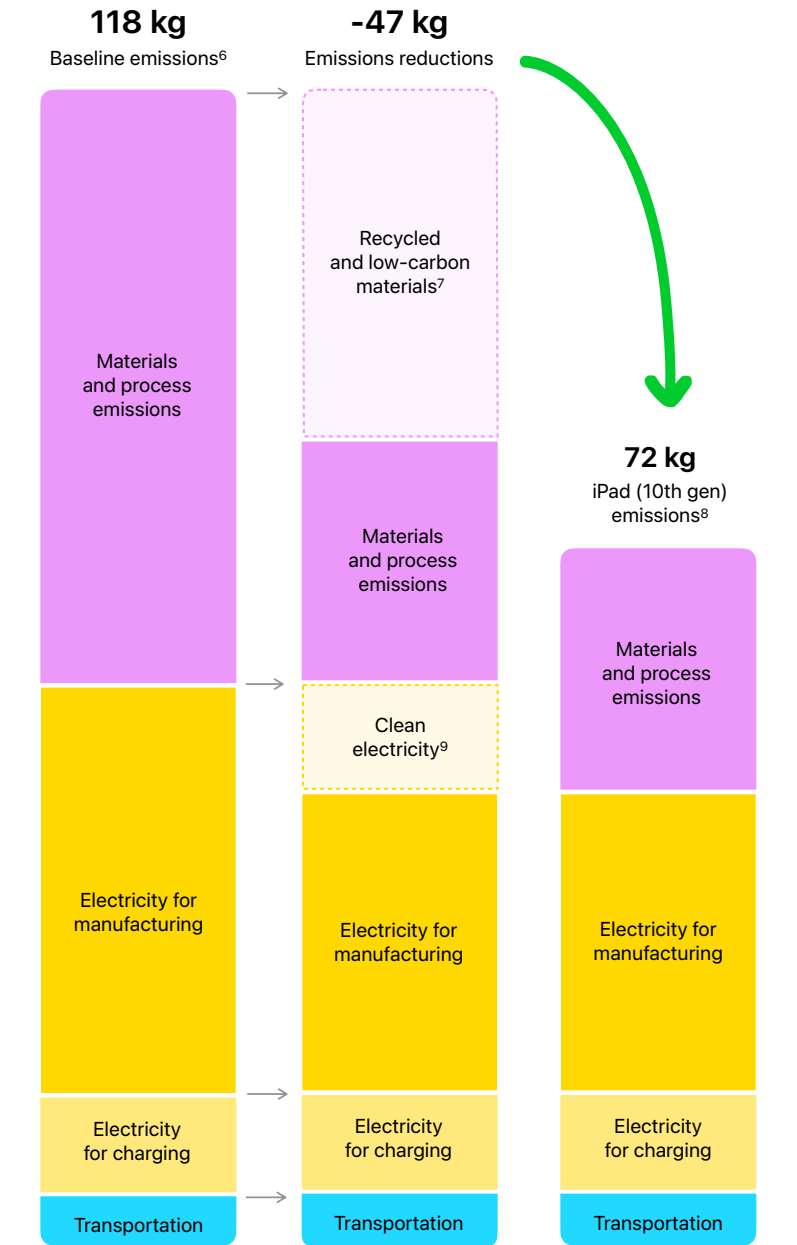 118 kg
Baseline emissions⁶
Materials
and process
emissions
Electricity for
manufacturing
Electricity
for charging
Transportation
-47 kg
Emissions reductions
Recycled
and low-carbon
materials⁷
Materials
and process
emissions
Clean
electricity⁹
Electricity for
manufacturing
Electricity
for charging
Transportation
72 kg
iPad (10th gen)
emissions⁸
Materials
and process
emissions
Electricity for
manufacturing
Electricity
for charging
Transportation